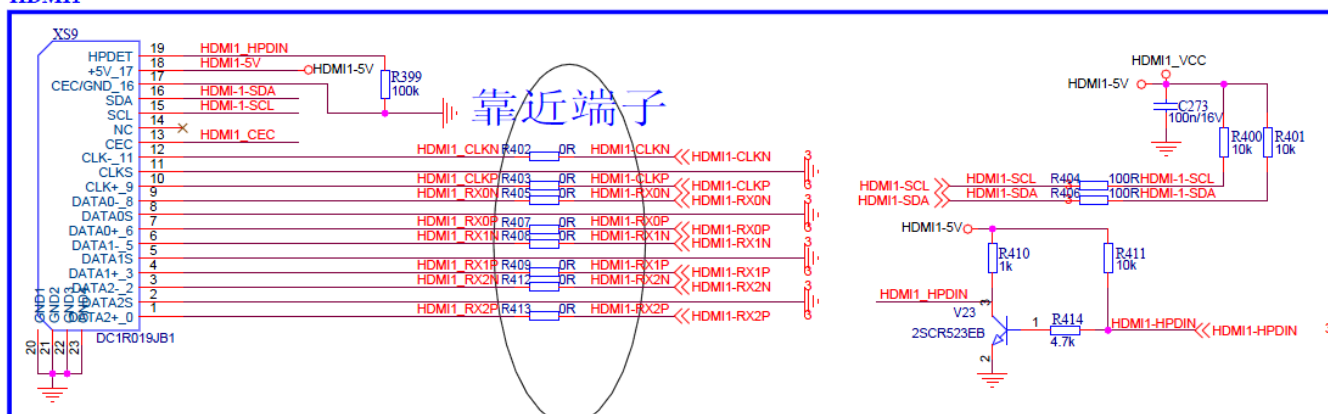 XS9
HPDET 19 HDMI1_HPDIN
+5V_17 18 HDMI1-5V HDMI1-5V
CEC/GND_16 17
SDA 16 HDMI-1-SDA
SCL 15 HDMI-1-SCL
NC 14
CEC 13 HDMI1_CEC
CLK-_11 12 HDMI1_CLKN R402 0R HDMI1-CLKN HDMI1-CLKN
CLKS 11 3
CLK+_9 10 HDMI1_CLKP R403 0R HDMI1-CLKP HDMI1-CLKP
DATA0-_8 9 HDMI1_RX0N R405 0R HDMI1-RX0N HDMI1-RX0N
DATA0S 8 3
DATA0+_6 7 HDMI1_RX0P R407 0R HDMI1-RX0P HDMI1-RX0P
DATA1-_5 6 HDMI1_RX1N R408 0R HDMI1-RX1N HDMI1-RX1N
DATA1S 5 3
DATA1+_3 4 HDMI1_RX1P R409 0R HDMI1-RX1P HDMI1-RX1P
DATA2-_2 3 HDMI1_RX2N R412 0R HDMI1-RX2N HDMI1-RX2N
DATA2S 2 3
DATA2+_0 1 HDMI1_RX2P R413 0R HDMI1-RX2P HDMI1-RX2P
GND1
GND2
GND3
DC1R019JB1
20
21
22
23
R399
100k
靠近端子
HDMI1_VCC
HDMI1-5V
C273
100n/16V
R400
10k
R401
10k
HDMI1-SCL HDMI1-SCL R404 100R HDMI1-SCL
HDMI1-SDA HDMI1-SDA R406 100R HDMI1-SDA
HDMI1-5V
R410
1k
R411
10k
HDMI1_HPDIN
3
V23
2SCR523EB
1
2
R414
4.7k
HDMI1-HPDIN
HDMI1-HPDIN